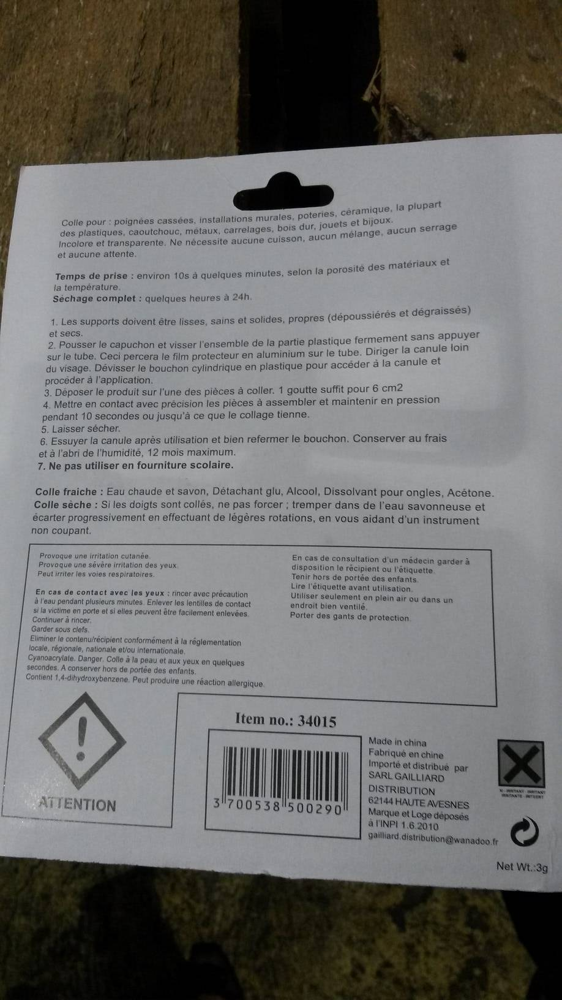 Colle pour : poignées cassées, installations murales, poteries, céramique, la plupart
des plastiques, caoutchouc, métaux, carrelages, bois dur, jouets et bijoux.
Incolore et transparente. Ne nécessite aucune cuisson, aucun mélange, aucun serrage
et aucune attente.
Temps de prise : environ 10s à quelques minutes, selon la porosité des matériaux et
la température.
Séchage complet : quelques heures à 24h.
1. Les supports doivent être lisses, sains et solides, propres (dépoussiérés et dégraissés)
et secs.
2. Pousser le capuchon et visser l'ensemble de la partie plastique fermement sans appuyer
sur le tube. Ceci percera le film protecteur en aluminium sur le tube. Diriger la canule loin
du visage. Dévisser le bouchon cylindrique en plastique pour accéder à la canule et
procéder à l'application.
3. Déposer le produit sur l'une des pièces à coller. 1 goutte suffit pour 6 cm2
4. Mettre en contact avec précision les pièces à assembler et maintenir en pression
pendant 10 secondes ou jusqu'à ce que le collage tienne.
5. Laisser sécher.
6. Essuyer la canule après utilisation et bien refermer le bouchon. Conserver au frais
et à l'abri de l'humidité, 12 mois maximum.
7. Ne pas utiliser en fourniture scolaire.
Colle fraiche : Eau chaude et savon, Détachant glu, Alcool, Dissolvant pour ongles, Acétone.
Colle sèche : Si les doigts sont collés, ne pas forcer ; tremper dans de l'eau savonneuse et
écarter progressivement en effectuant de légères rotations, en vous aidant d'un instrument
non coupant.
Provoque une irritation cutanée.
Provoque une sévère irritation des yeux.
Peut irriter les voies respiratoires.
En cas de contact avec les yeux : rincer avec précaution
à l'eau pendant plusieurs minutes. Enlever les lentilles de contact
si la victime en porte et si elles peuvent être facilement enlevées.
Continuer à rincer.
Garder sous clefs.
Eliminer le contenu/récipient conformément à la réglementation
locale, régionale, nationale et/ou internationale.
Cyanoacrylate. Danger. Colle à la peau et aux yeux en quelques
secondes. A conserver hors de portée des enfants.
Contient 1,4-dihydroxybenzene. Peut produire une réaction allergique.
En cas de consultation d'un médecin garder à
disposition le récipient ou l'étiquette.
Tenir hors de portée des enfants.
Lire l'étiquette avant utilisation.
Utiliser seulement en plein air ou dans un
endroit bien ventilé.
Porter des gants de protection.
ATTENTION
Item no.: 34015
3 700538 500290
Made in china
Fabriqué en chine
Importé et distribué par
SARL GAILLIARD
DISTRIBUTION
62144 HAUTE AVESNES
Marque et Loge déposés
à l'INPI 1.6.2010
gailliard.distribution@wanadoo.fr
Net Wt.:3g